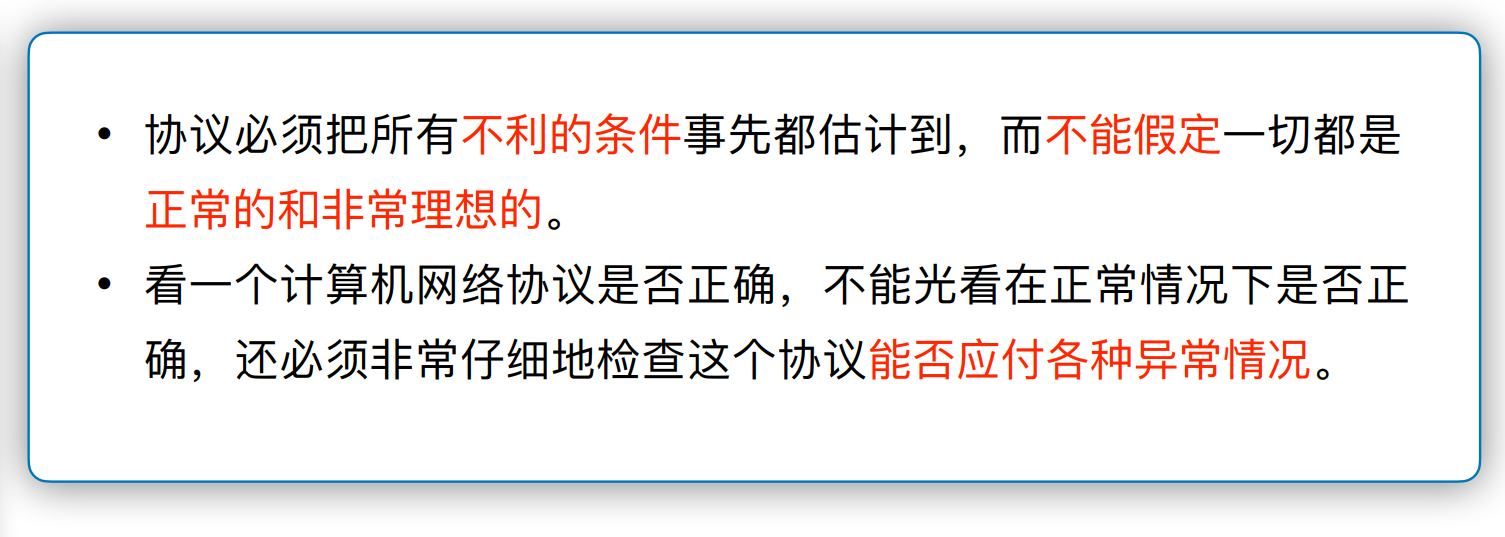 • 协议必须把所有不利的条件事先都估计到，而不能假定一切都是
正常的和非常理想的。
• 看一个计算机网络协议是否正确，不能光看在正常情况下是否正
确，还必须非常仔细地检查这个协议能否应付各种异常情况。